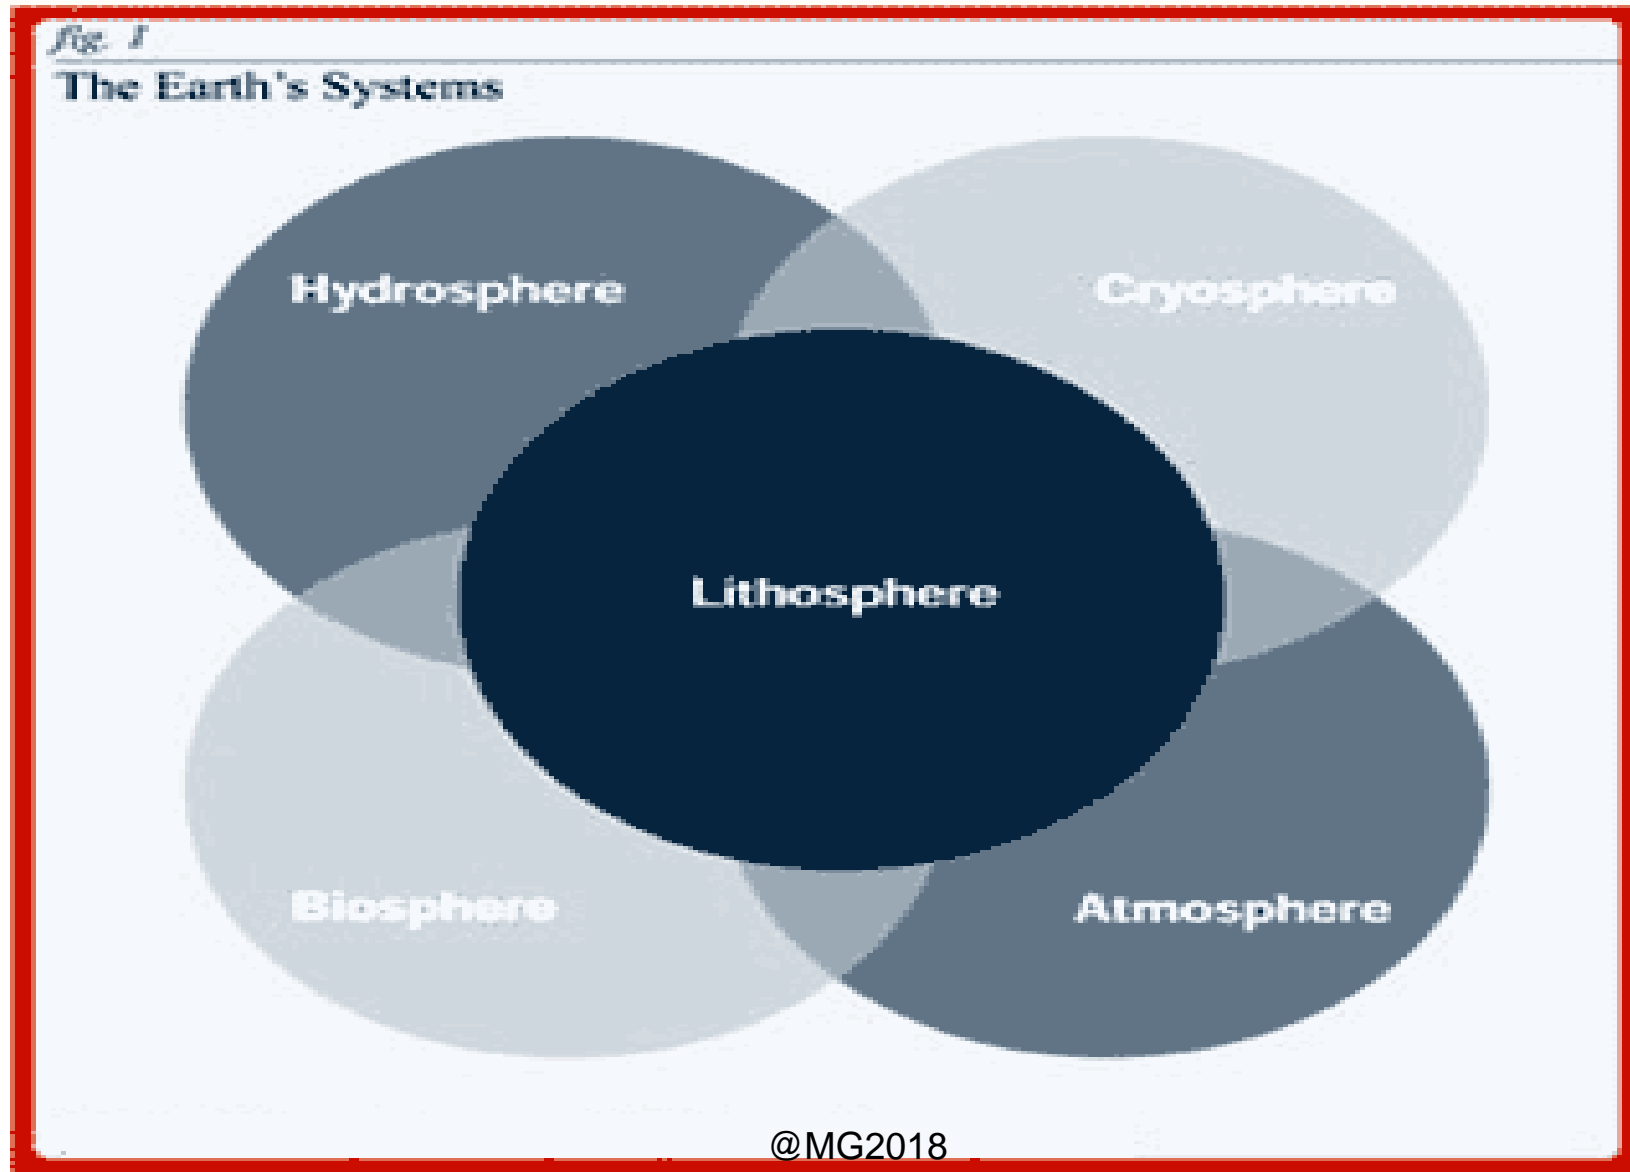 fig. 1
The Earth's Systems
Hydrosphere
Cryosphere
Lithosphere
Biosphere
Atmosphere
@MG2018